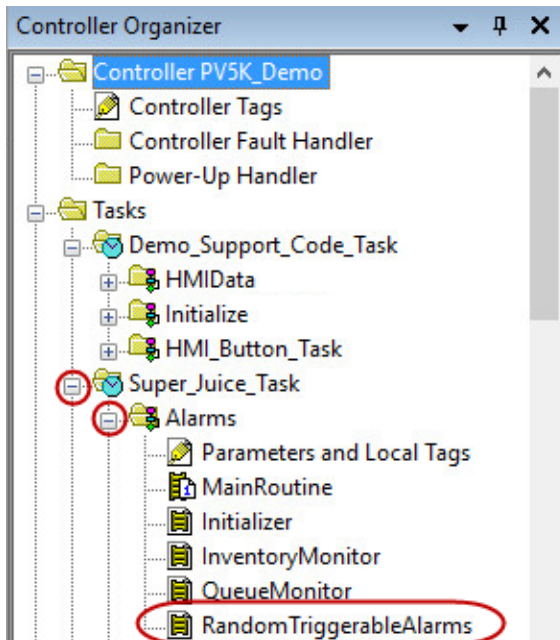 Controller Organizer
Controller PV5K_Demo
Controller Tags
Controller Fault Handler
Power-Up Handler
Tasks
Demo_Support_Code_Task
HMIData
Initialize
HMI_Button_Task
Super_Juice_Task
Alarms
Parameters and Local Tags
MainRoutine
Initializer
InventoryMonitor
QueueMonitor
RandomTriggerableAlarms